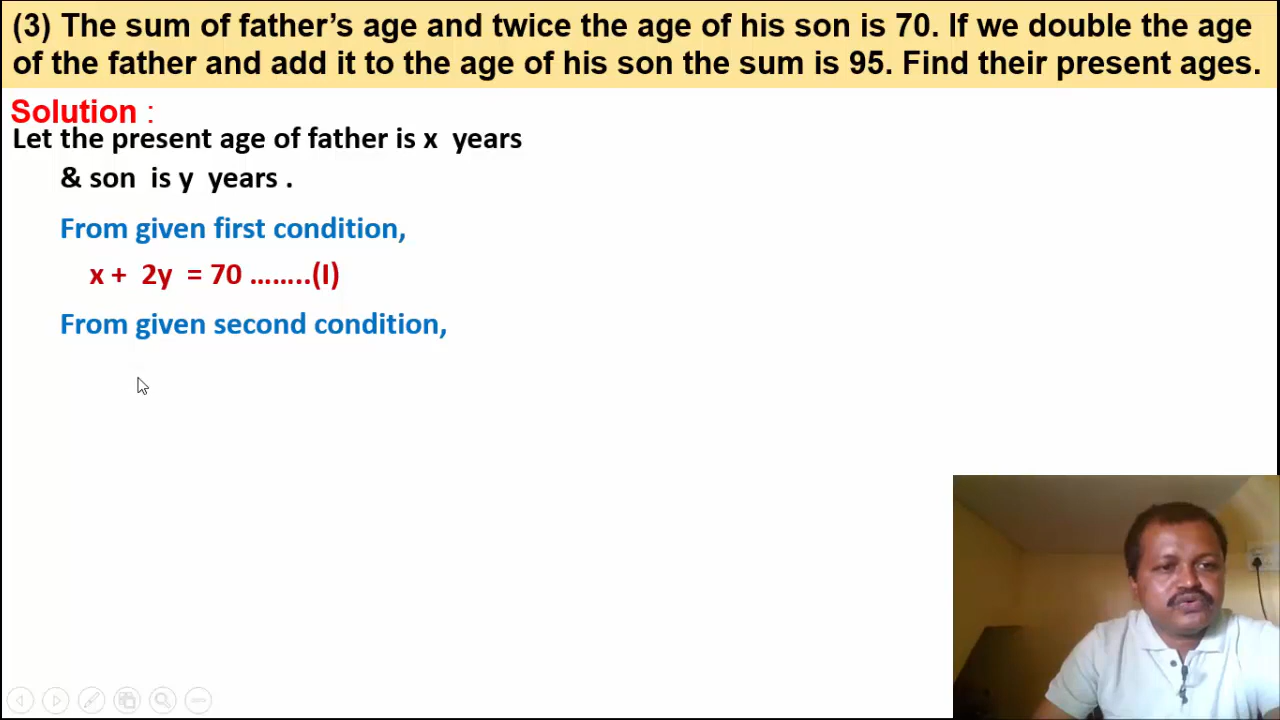 (3) The sum of father’s age and twice the age of his son is 70. If we double the age
of the father and add it to the age of his son the sum is 95. Find their present ages.
Solution :
Let the present age of father is x years
& son is y years .
From given first condition,
x + 2y = 70 ........(I)
From given second condition,